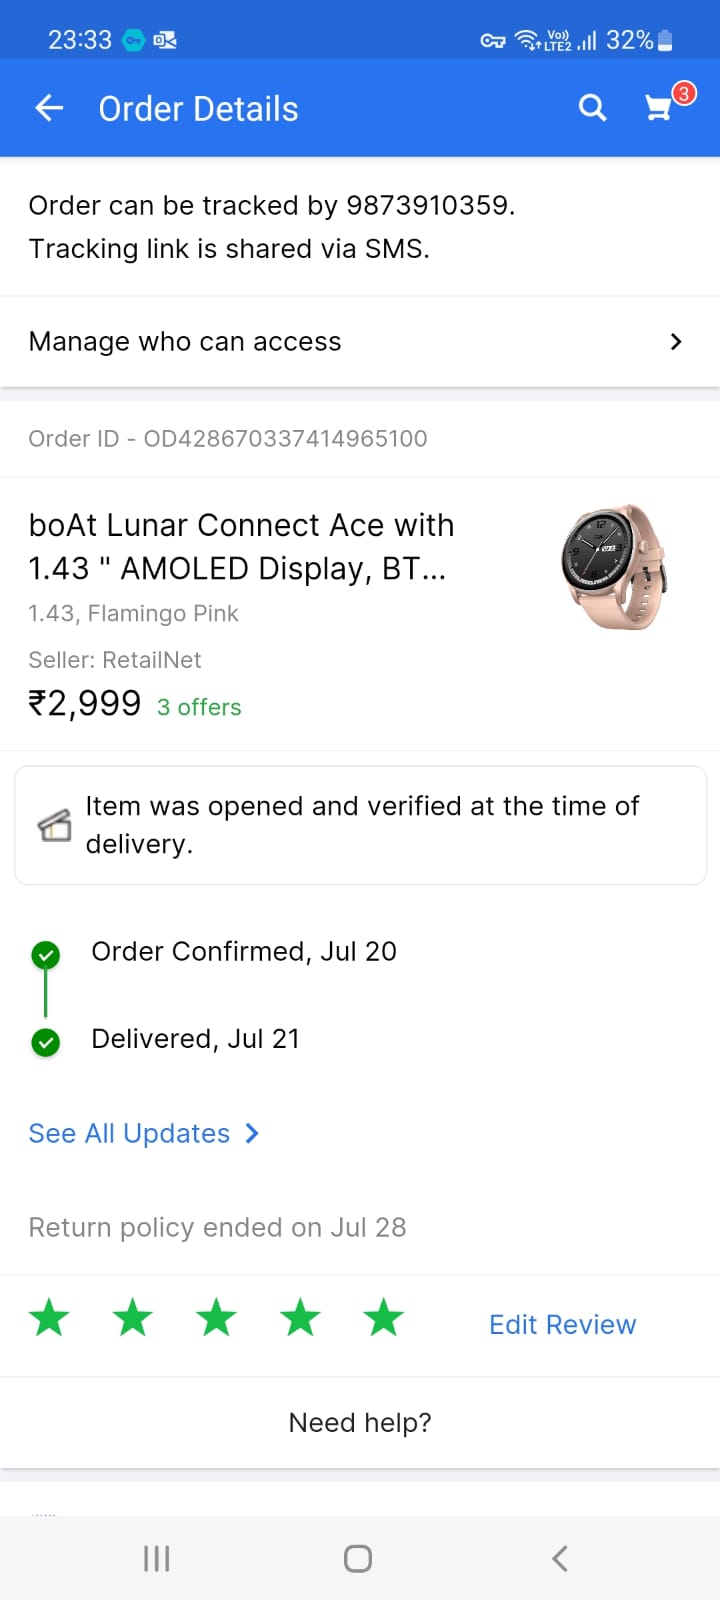 23:33 Vo)) LTE2 32%
Order Details 3
Order can be tracked by 9873910359.
Tracking link is shared via SMS.
Manage who can access
Order ID - OD428670337414965100
boAt Lunar Connect Ace with
1.43 " AMOLED Display, BT...
1.43, Flamingo Pink
Seller: RetailNet
₹2,999 3 offers
Item was opened and verified at the time of
delivery.
Order Confirmed, Jul 20
Delivered, Jul 21
See All Updates
Return policy ended on Jul 28
Edit Review
Need help?